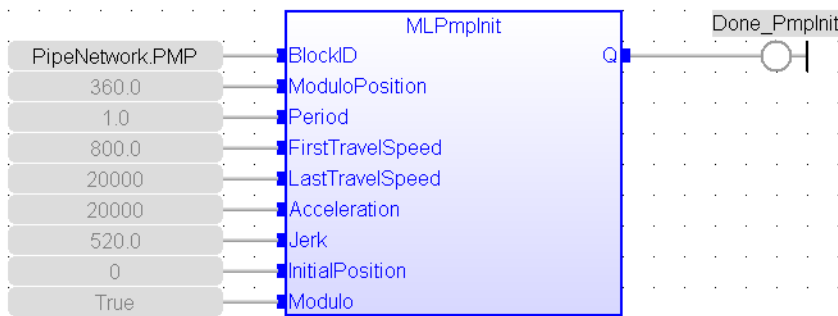 MLPmpInit
Done_PmpInit
PipeNetwork.PMP BlockID Q
360.0 ModuloPosition
1.0 Period
800.0 FirstTravelSpeed
20000 LastTravelSpeed
20000 Acceleration
520.0 Jerk
0 InitialPosition
True Modulo